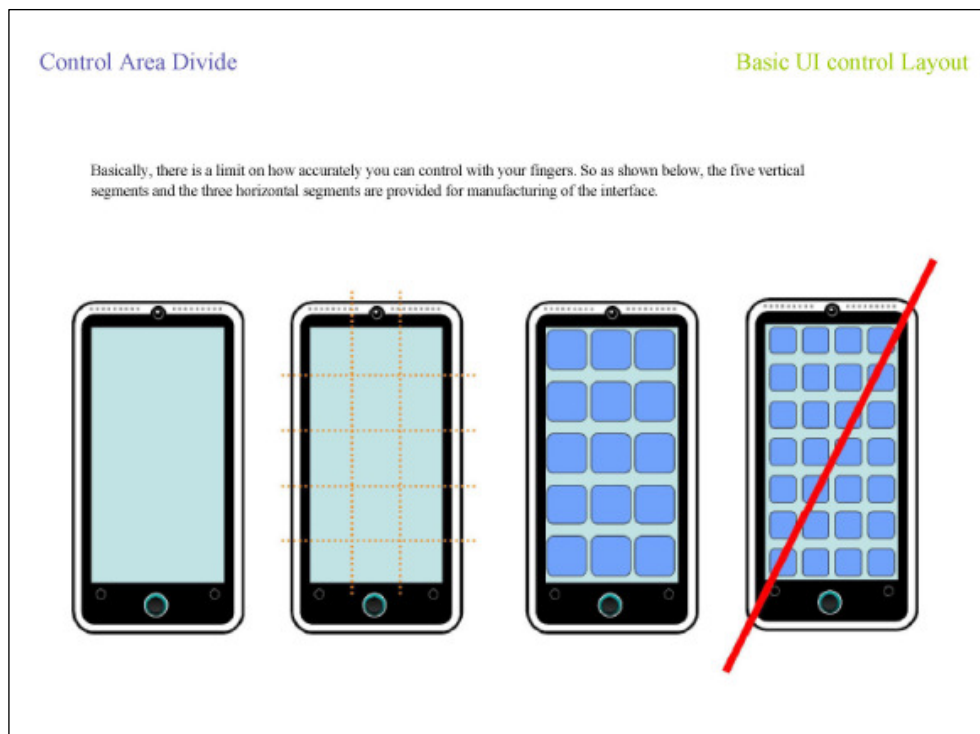 Control Area Divide
Basic UI control Layout
Basically, there is a limit on how accurately you can control with your fingers. So as shown below, the five vertical
segments and the three horizontal segments are provided for manufacturing of the interface.